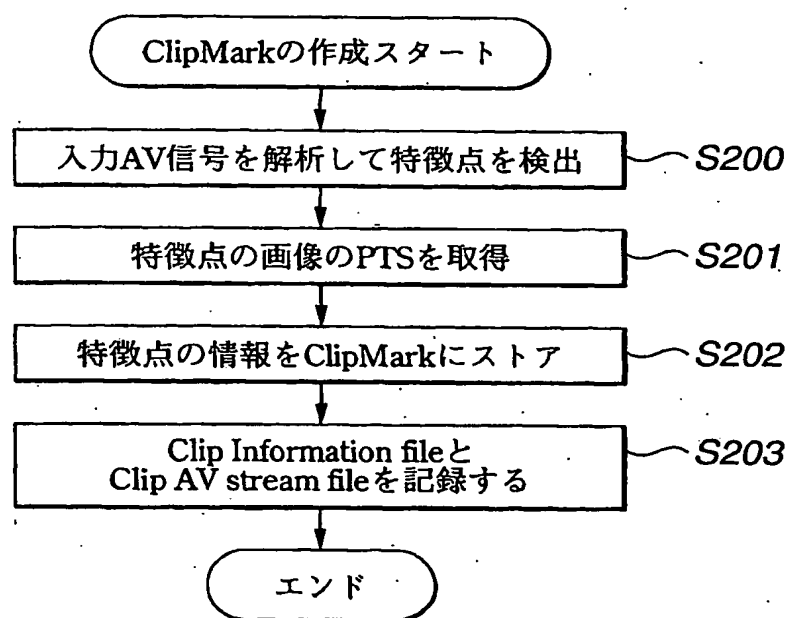 ClipMarkの作成スタート
入力AV信号を解析して特徴点を検出
S200
特徴点の画像のPTSを取得
S201
特徴点の情報をClipMarkにストア
S202
Clip Information fileと
Clip AV stream fileを記録する
S203
エンド